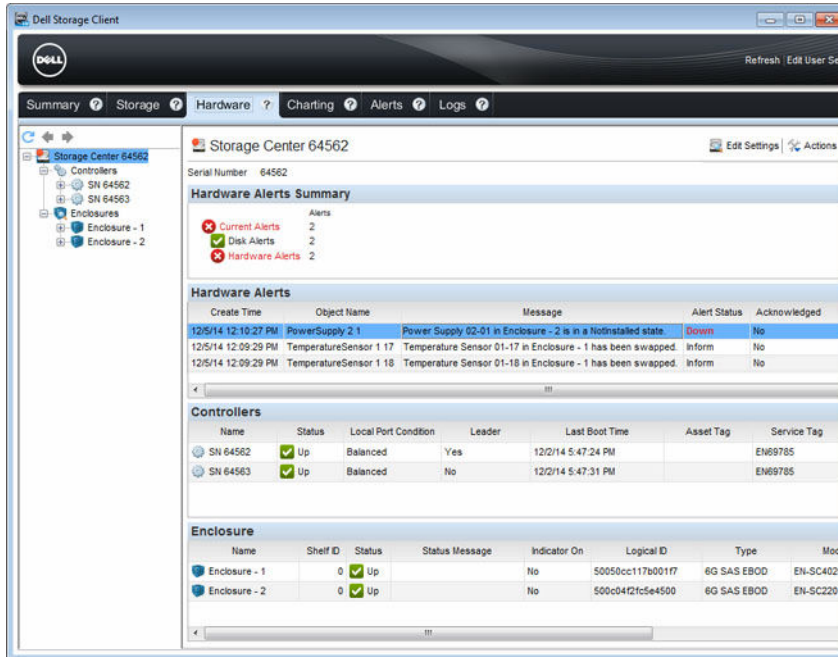 Dell Storage Client
DELL
Refresh | Edit User Se
Summary ? Storage ? Hardware ? Charting ? Alerts ? Logs ?
Storage Center 64562
Controllers
SN 64562
SN 64563
Enclosures
Enclosure - 1
Enclosure - 2
Storage Center 64562
Edit Settings | Actions
Serial Number 64562
Hardware Alerts Summary
Alerts
Current Alerts 2
Disk Alerts 2
Hardware Alerts 2
Hardware Alerts
Create Time Object Name Message Alert Status Acknowledged
12/5/14 12:10:27 PM PowerSupply 2 1 Power Supply 02-01 in Enclosure - 2 is in a NotInstalled state. Down No
12/5/14 12:09:29 PM TemperatureSensor 1 17 Temperature Sensor 01-17 in Enclosure - 1 has been swapped. Inform No
12/5/14 12:09:29 PM TemperatureSensor 1 18 Temperature Sensor 01-18 in Enclosure - 1 has been swapped. Inform No
Controllers
Name Status Local Port Condition Leader Last Boot Time Asset Tag Service Tag
SN 64562 Up Balanced Yes 12/2/14 5:47:24 PM EN69785
SN 64563 Up Balanced No 12/2/14 5:47:31 PM EN69785
Enclosure
Name Shelf ID Status Status Message Indicator On Logical ID Type Moc
Enclosure - 1 0 Up No 50050cc117b001f7 6G SAS EBOD EN-SC402
Enclosure - 2 0 Up No 500c04f2fc5e4500 6G SAS EBOD EN-SC220